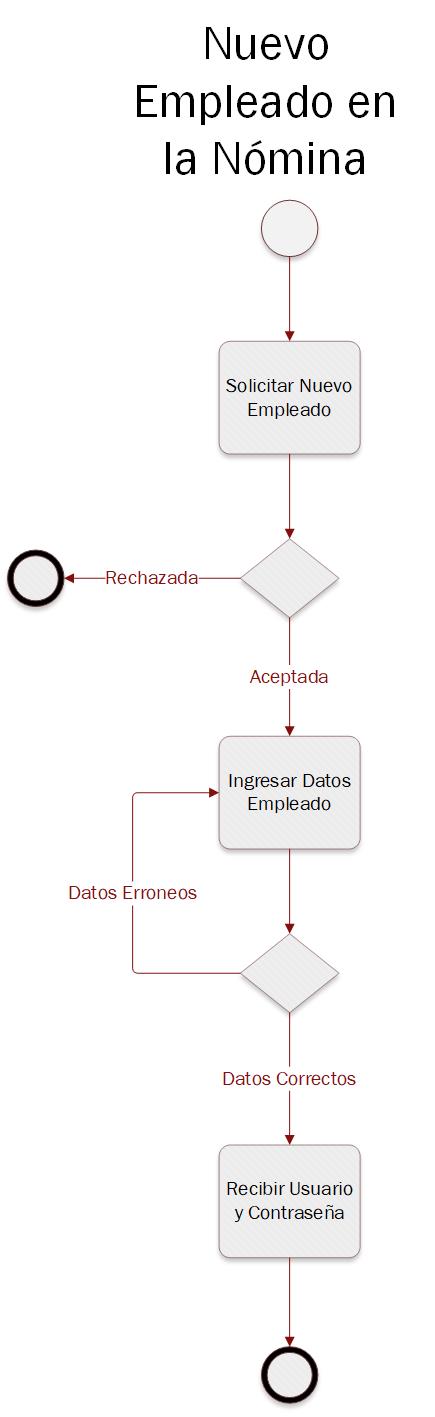 Nuevo
Empleado en
la Nómina
Solicitar Nuevo
Empleado
Rechazada
Aceptada
Ingresar Datos
Empleado
Datos Erroneos
Datos Correctos
Recibir Usuario
y Contraseña